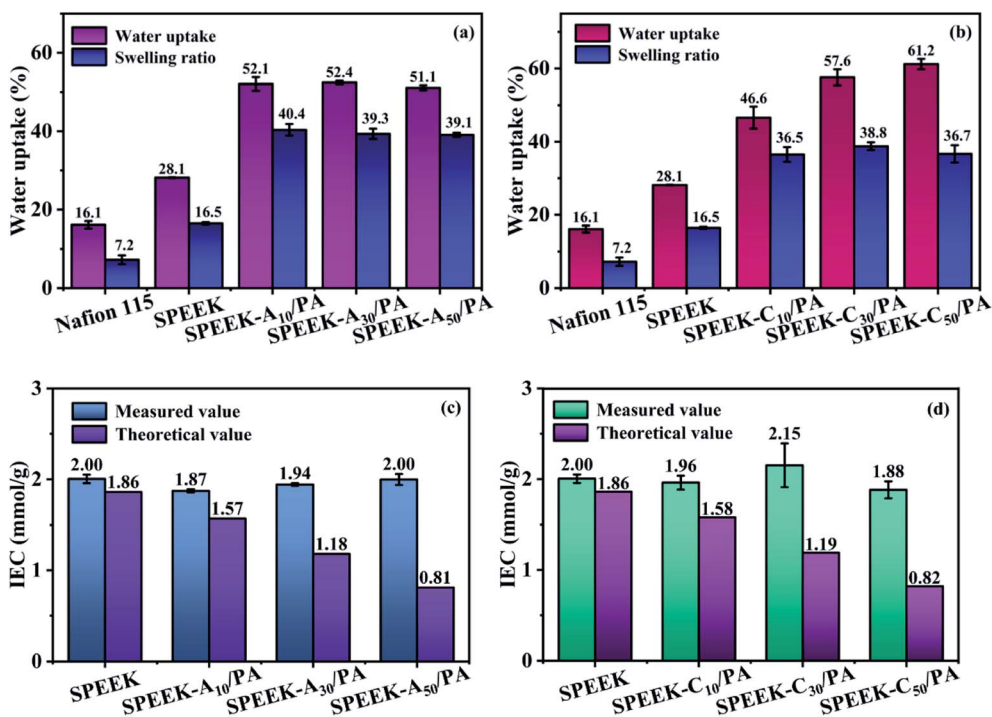 (a)
Water uptake
Swelling ratio
Water uptake (%)
60
40
20
0
16.1
7.2
28.1
16.5
52.1
40.4
52.4
39.3
51.1
39.1
Nafion 115
SPEEK
SPEEK-A₁₀/PA
SPEEK-A₃₀/PA
SPEEK-A₅₀/PA
(b)
Water uptake
Swelling ratio
Water uptake (%)
60
40
20
0
16.1
7.2
28.1
16.5
46.6
36.5
57.6
38.8
61.2
36.7
Nafion 115
SPEEK
SPEEK-C₁₀/PA
SPEEK-C₃₀/PA
SPEEK-C₅₀/PA
(c)
Measured value
Theoretical value
IEC (mmol/g)
3
2
1
0
2.00
1.86
1.87
1.57
1.94
1.18
2.00
0.81
SPEEK
SPEEK-A₁₀/PA
SPEEK-A₃₀/PA
SPEEK-A₅₀/PA
(d)
Measured value
Theoretical value
IEC (mmol/g)
3
2
1
0
2.00
1.86
1.96
1.58
2.15
1.19
1.88
0.82
SPEEK
SPEEK-C₁₀/PA
SPEEK-C₃₀/PA
SPEEK-C₅₀/PA